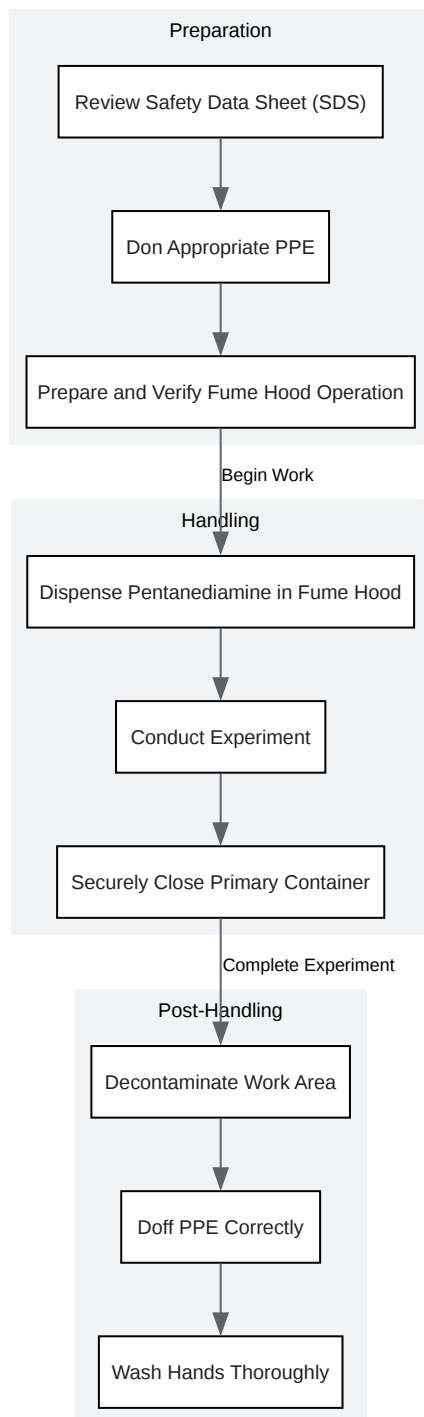 Preparation
Review Safety Data Sheet (SDS)
Don Appropriate PPE
Prepare and Verify Fume Hood Operation
Begin Work
Handling
Dispense Pentanediamine in Fume Hood
Conduct Experiment
Securely Close Primary Container
Complete Experiment
Post-Handling
Decontaminate Work Area
Doff PPE Correctly
Wash Hands Thoroughly